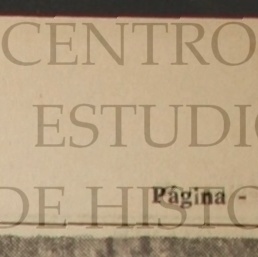 CENTRO
ESTUDIO
DE HISTO
Página -